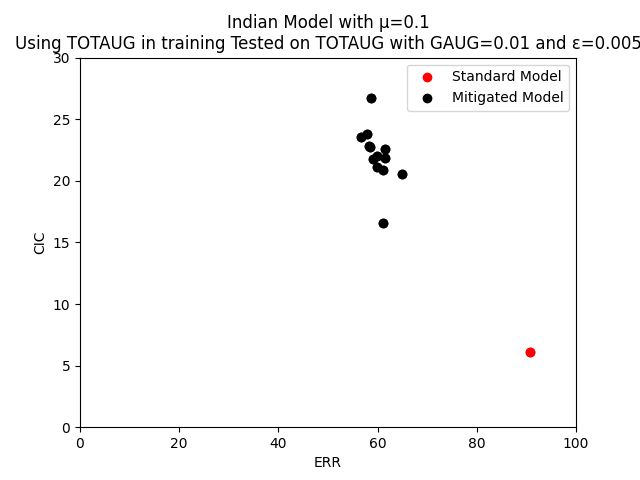 Indian Model with μ=0.1
Using TOTAUG in training Tested on TOTAUG with GAUG=0.01 and ε=0.005
30
25
20
15
10
5
0
CIC
Standard Model
Mitigated Model
0 20 40 60 80 100
ERR